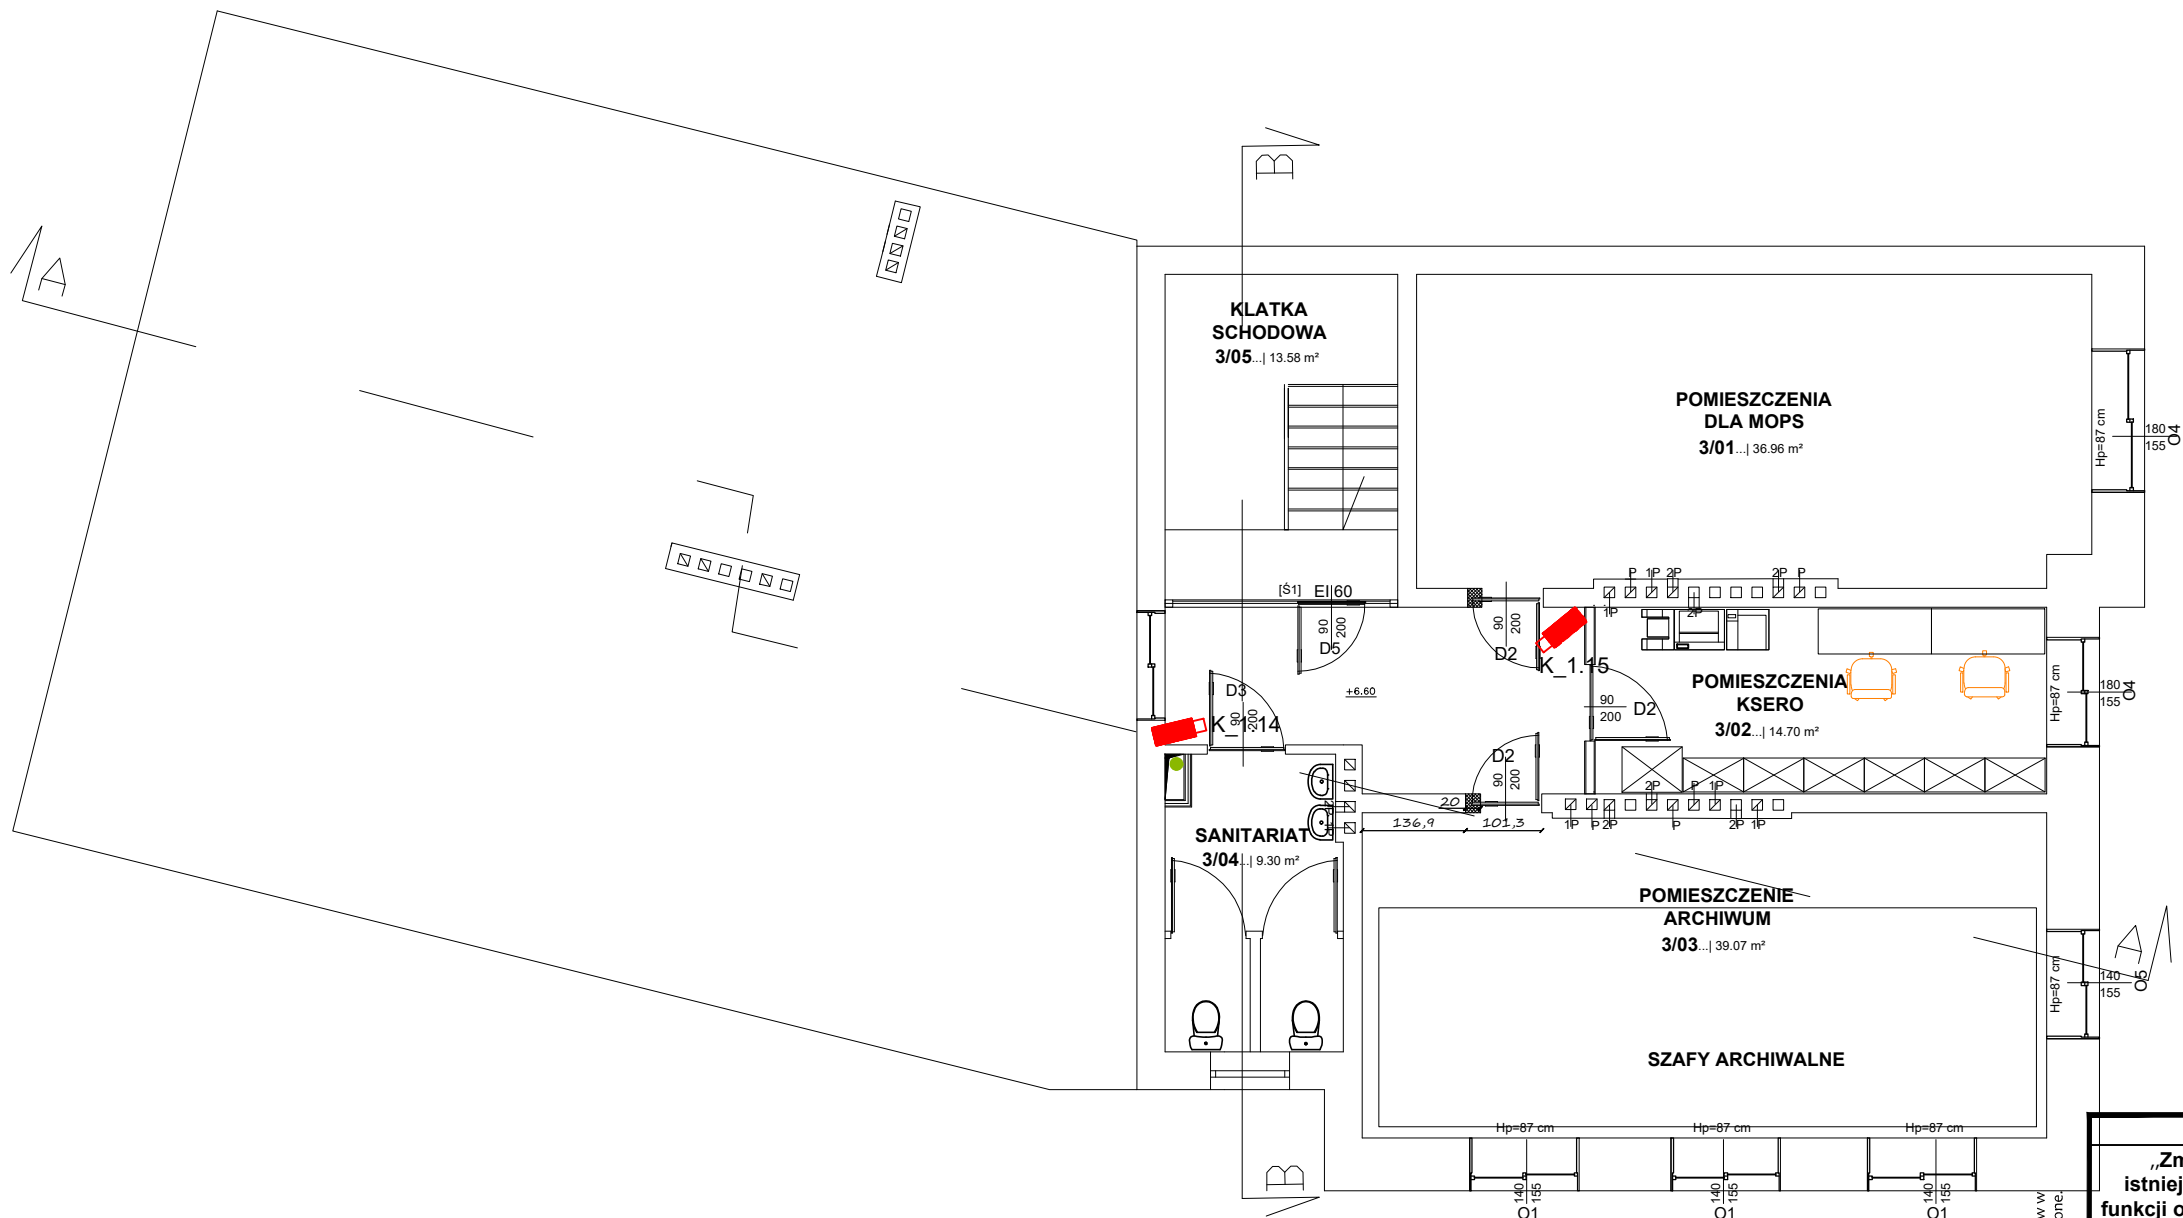 B
A
KLATKA
SCHODOWA
3/05...| 13.58 m²
POMIESZCZENIA
DLA MOPS
3/01...| 36.96 m²
Hp=87 cm
180
155
O4
[Ś1]
EI 60
90
200
D5
90
200
D2
K_1.15
P
1P
2P
2P
P
1P
2P
D3
90
200
K_1.14
+6.60
90
200
D2
POMIESZCZENIA
KSERO
3/02...| 14.70 m²
Hp=87 cm
180
155
O4
D2
90
200
20
136,9
101,3
2P
P
1P
1P
P
2P
P
2P
1P
SANITARIAT
3/04...| 9.30 m²
POMIESZCZENIE
ARCHIWUM
3/03...| 39.07 m²
Hp=87 cm
140
155
O5
A
SZAFY ARCHIWALNE
Hp=87 cm
Hp=87 cm
Hp=87 cm
140
155
O1
140
155
O1
140
155
O1
B
w w
one.
„Zm
istniej
funkcji o